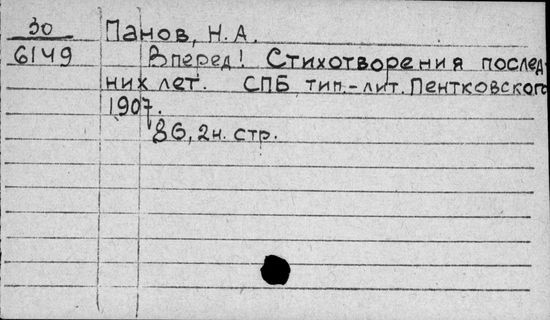 30
6149
Панов, Н.А.
Вперед! Стихотворения послед-
них лет. СПБ, тип.-лит. Пентковского
1907.
86, 2н. стр.